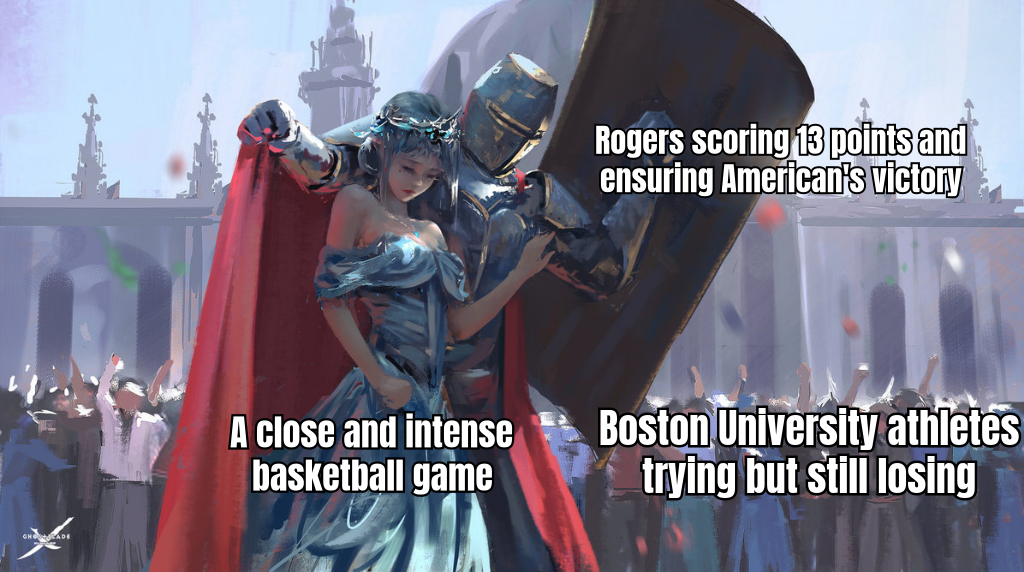 Rogers scoring 13 points and
ensuring American's victory
A close and intense
basketball game
Boston University athletes
trying but still losing
GHOSTBLADE